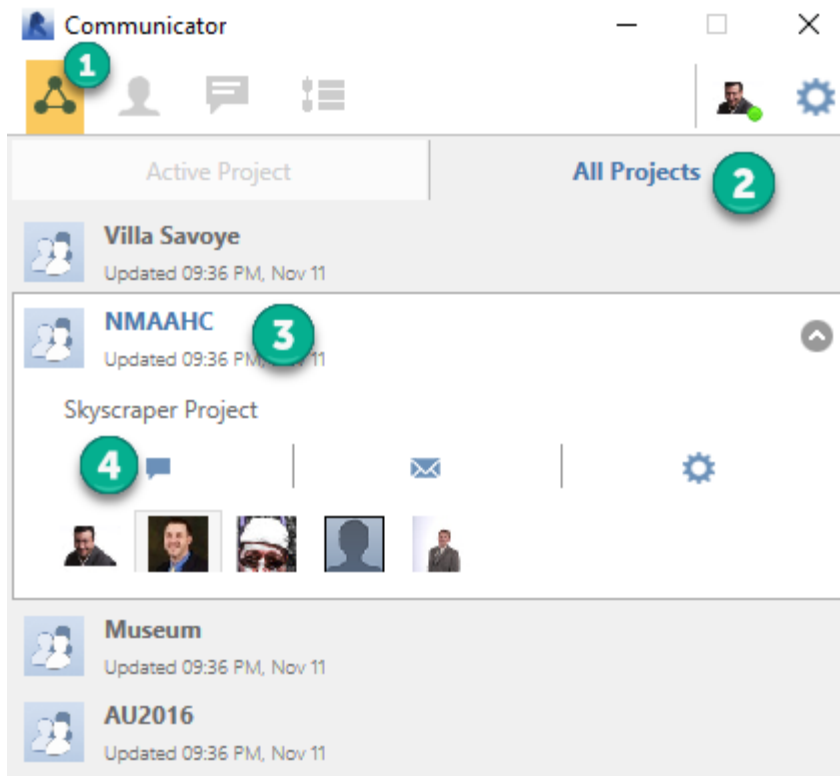 Communicator
1
Active Project
All Projects
2
Villa Savoye
Updated 09:36 PM, Nov 11
NMAAHC
3
Updated 09:36 PM, Nov 11
Skyscraper Project
4
Museum
Updated 09:36 PM, Nov 11
AU2016
Updated 09:36 PM, Nov 11